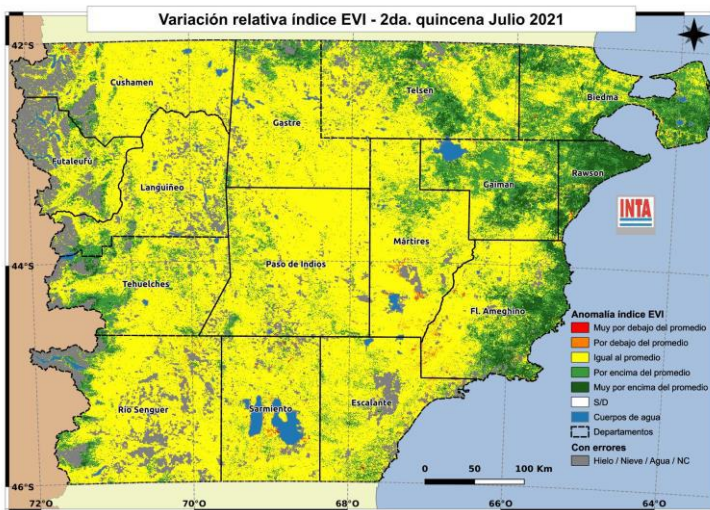 Variación relativa índice EVI - 2da. quincena Julio 2021
42°S
44°S
46°S
72°O
70°O
68°O
66°O
64°O
Cushamen
Gastre
Telsen
Biedma
Futaleufú
Languiñeo
Gaiman
Rawson
Paso de Indios
Mártires
Tehuelches
Fl. Ameghino
Río Senguer
Sarmiento
Escalante
INTA
Anomalía índice EVI
Muy por debajo del promedio
Por debajo del promedio
Igual al promedio
Por encima del promedio
Muy por encima del promedio
S/D
Cuerpos de agua
Departamentos
Con errores
Hielo / Nieve / Agua / NC
0 50 100 Km